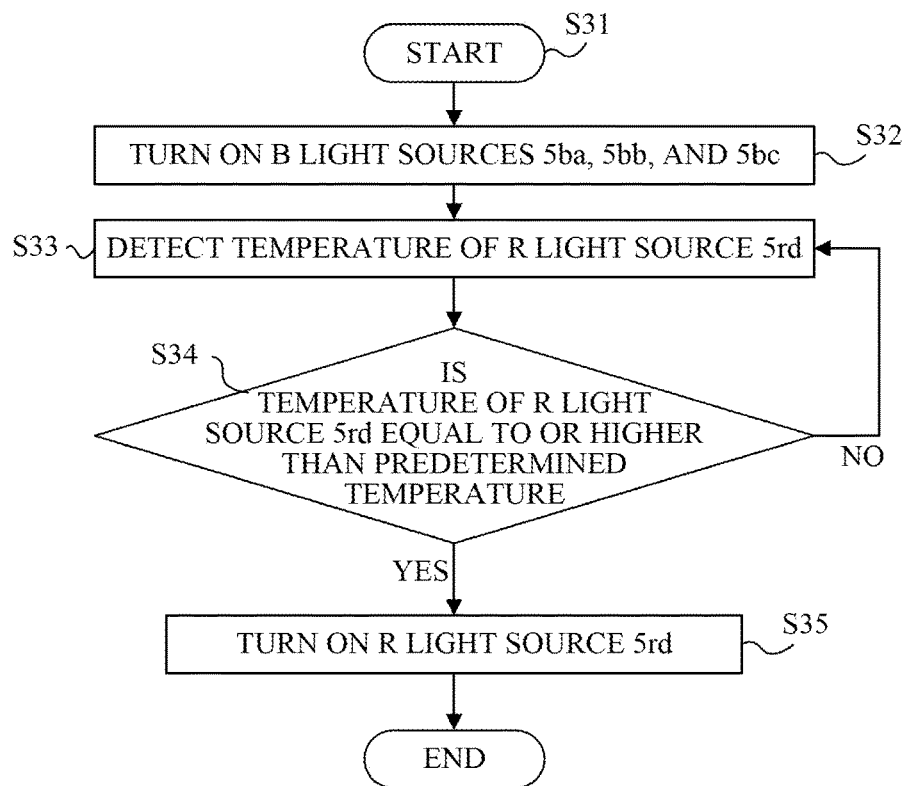 START
S31
TURN ON B LIGHT SOURCES 5ba, 5bb, AND 5bc
S32
S33
DETECT TEMPERATURE OF R LIGHT SOURCE 5rd
S34
IS
TEMPERATURE OF R LIGHT
SOURCE 5rd EQUAL TO OR HIGHER
THAN PREDETERMINED
TEMPERATURE
NO
YES
TURN ON R LIGHT SOURCE 5rd
S35
END